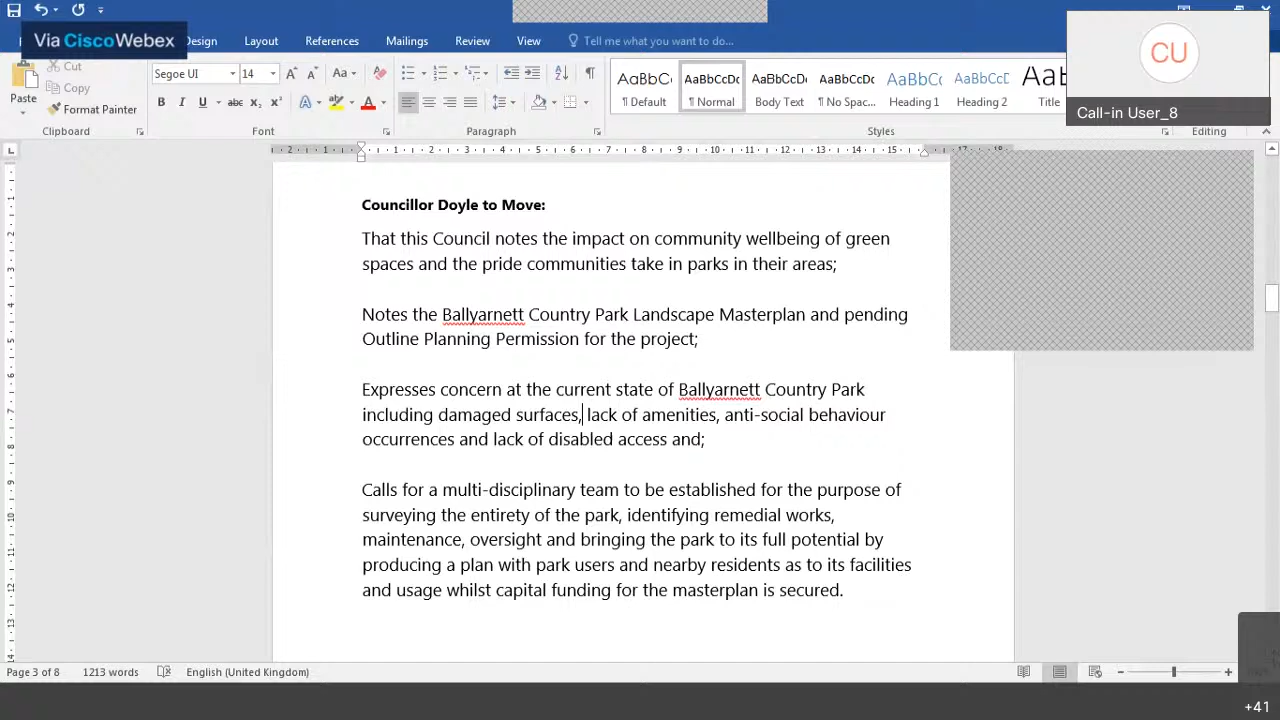 Via Cisco Webex
Design
Layout
References
Mailings
Review
View
Tell me what you want to do...
CU
Call-in User_8
Paste
Cut
Copy
Format Painter
Clipboard
Segoe UI
14
Font
Paragraph
AaBbC
¶ Default
AaBbCcDc
¶ Normal
AaBbCcDd
Body Text
AaBbCcDc
¶ No Spac...
AaBbCc
Heading 1
AaBbCcD
Heading 2
AaB
Title
Styles
Editing
Councillor Doyle to Move:
That this Council notes the impact on community wellbeing of green
spaces and the pride communities take in parks in their areas;
Notes the Ballyarnett Country Park Landscape Masterplan and pending
Outline Planning Permission for the project;
Expresses concern at the current state of Ballyarnett Country Park
including damaged surfaces, lack of amenities, anti-social behaviour
occurrences and lack of disabled access and;
Calls for a multi-disciplinary team to be established for the purpose of
surveying the entirety of the park, identifying remedial works,
maintenance, oversight and bringing the park to its full potential by
producing a plan with park users and nearby residents as to its facilities
and usage whilst capital funding for the masterplan is secured.
Page 3 of 8
1213 words
English (United Kingdom)
+41